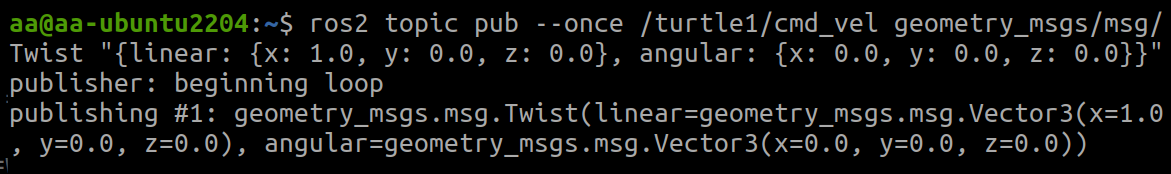 aa@aa-ubuntu2204:~$ ros2 topic pub --once /turtle1/cmd_vel geometry_msgs/msg/
Twist "{linear: {x: 1.0, y: 0.0, z: 0.0}, angular: {x: 0.0, y: 0.0, z: 0.0}}"
publisher: beginning loop
publishing #1: geometry_msgs.msg.Twist(linear=geometry_msgs.msg.Vector3(x=1.0
, y=0.0, z=0.0), angular=geometry_msgs.msg.Vector3(x=0.0, y=0.0, z=0.0))